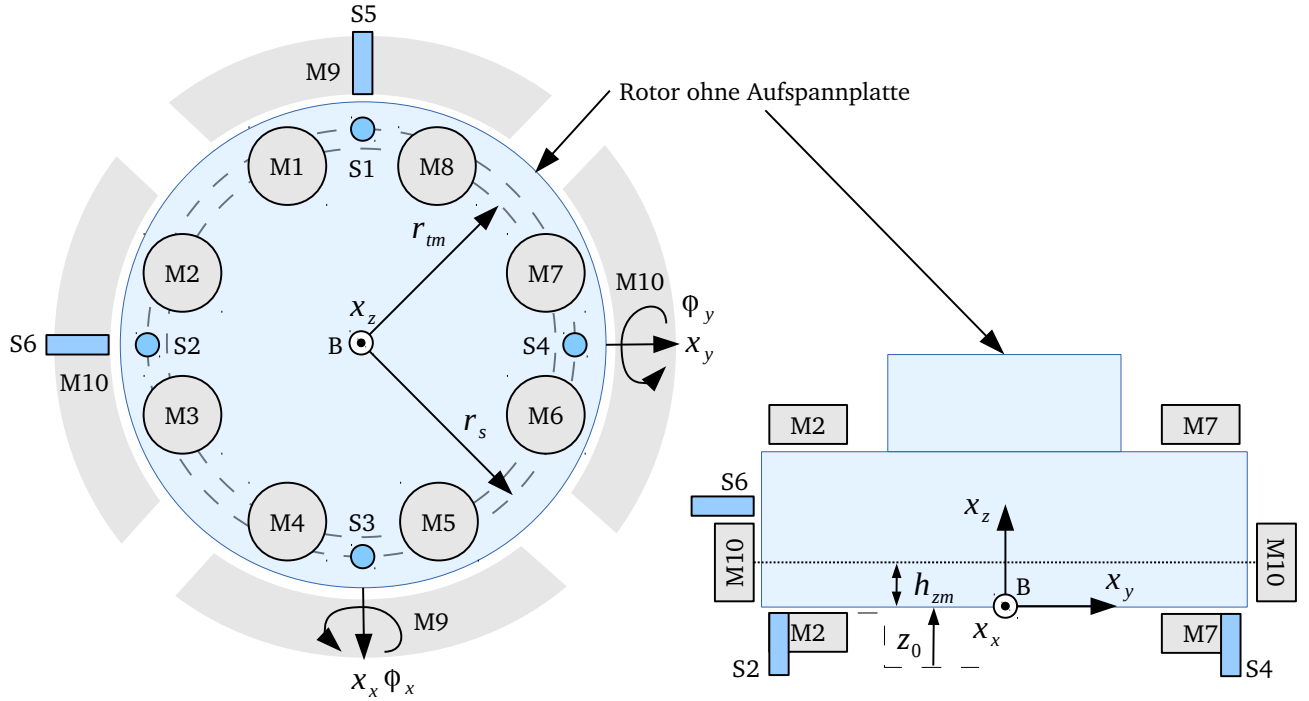 S5
M9
Rotor ohne Aufspannplatte
M1
S1
M8
r_tm
M2
M7
M10
x_z
ϕ_y
S6
S2
B
S4
x_y
M10
M3
r_s
M6
M4
S3
M5
M9
x_x ϕ_x
M2
M7
S6
x_z
M10
M10
h_zm
B
x_y
M2
z_0
x_x
M7
S2
S4